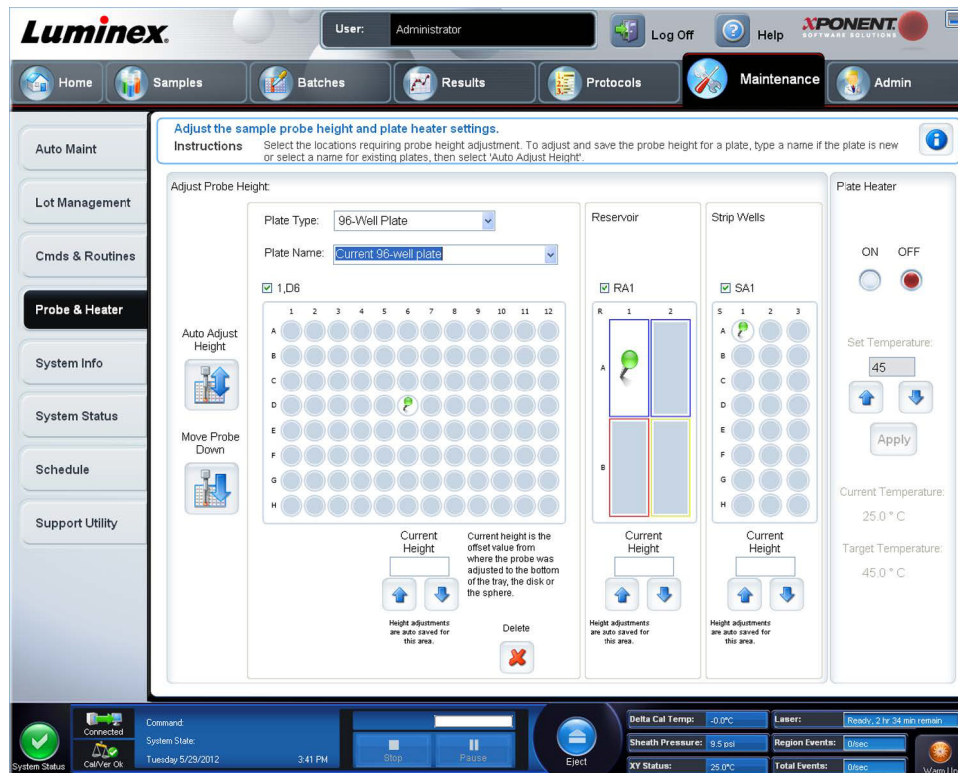 Luminex.
User: Administrator
Log Off
Help
XPONENT.
SOFTWARE SOLUTIONS
Home
Samples
Batches
Results
Protocols
Maintenance
Admin
Auto Maint
Lot Management
Cmds & Routines
Probe & Heater
System Info
System Status
Schedule
Support Utility
Adjust the sample probe height and plate heater settings.
Instructions Select the locations requiring probe height adjustment. To adjust and save the probe height for a plate, type a name if the plate is new
or select a name for existing plates, then select 'Auto Adjust Height'.
Adjust Probe Height:
Plate Type: 96-Well Plate
Plate Name: Current 96-well plate
1,D6
1 2 3 4 5 6 7 8 9 10 11 12
A
B
C
D
E
F
G
H
Auto Adjust
Height
Move Probe
Down
Current
Height
Current height is the
offset value from
where the probe was
adjusted to the bottom
of the tray, the disk or
the sphere.
Height adjustments
are auto saved for
this area.
Delete
Reservoir
RA1
R 1 2
A
B
Current
Height
Height adjustments
are auto saved for
this area.
Strip Wells
SA1
S 1 2 3
A
B
C
D
E
F
G
H
Current
Height
Height adjustments
are auto saved for
this area.
Plate Heater
ON OFF
Set Temperature:
45
Apply
Current Temperature:
25.0 ° C
Target Temperature:
45.0 ° C
System Status
Connected
Cal/Ver Ok
Command:
System State:
Tuesday 5/29/2012 3:41 PM
Stop
Pause
Eject
Delta Cal Temp: -0.0°C
Sheath Pressure: 9.5 psi
XY Status: 25.0°C
Laser: Ready, 2 hr 34 min remain
Region Events: 0/sec
Total Events: 0/sec
Warm Up